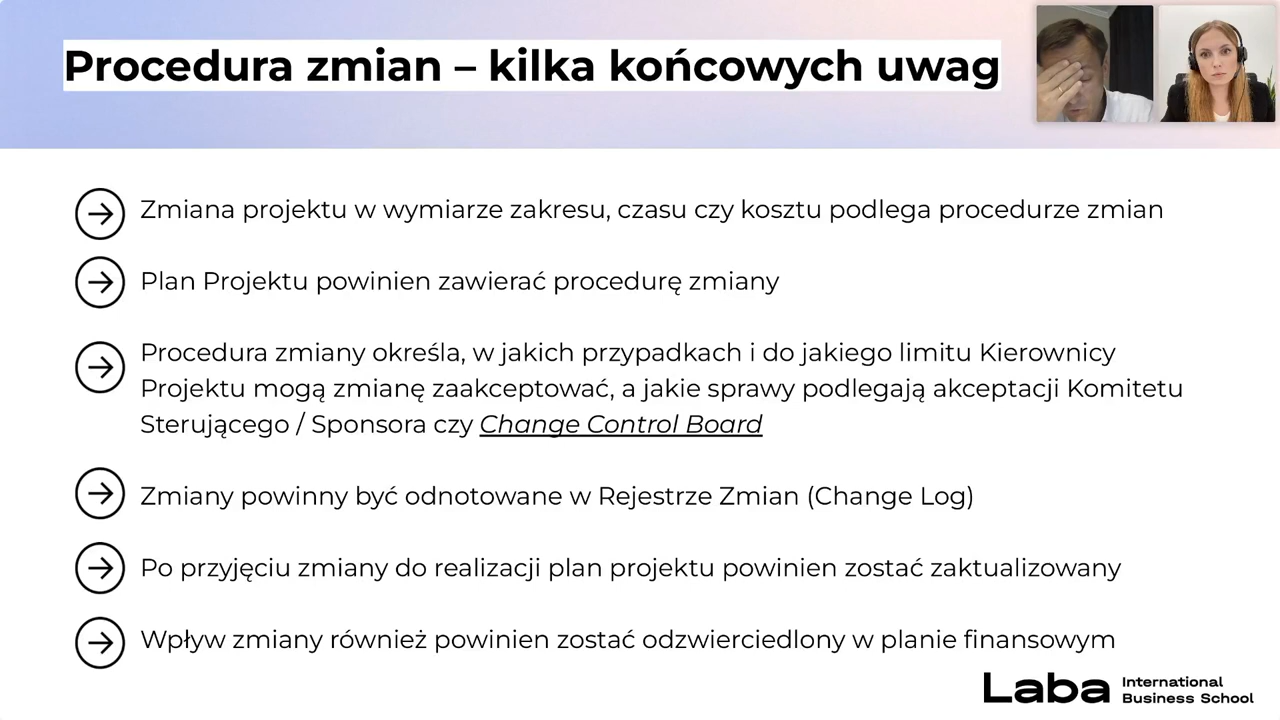 Procedura zmian – kilka końcowych uwag
Zmiana projektu w wymiarze zakresu, czasu czy kosztu podlega procedurze zmian
Plan Projektu powinien zawierać procedurę zmiany
Procedura zmiany określa, w jakich przypadkach i do jakiego limitu Kierownicy
Projektu mogą zmianę zaakceptować, a jakie sprawy podlegają akceptacji Komitetu
Sterującego / Sponsora czy Change Control Board
Zmiany powinny być odnotowane w Rejestrze Zmian (Change Log)
Po przyjęciu zmiany do realizacji plan projektu powinien zostać zaktualizowany
Wpływ zmiany również powinien zostać odzwierciedlony w planie finansowym
Laba International
Business School